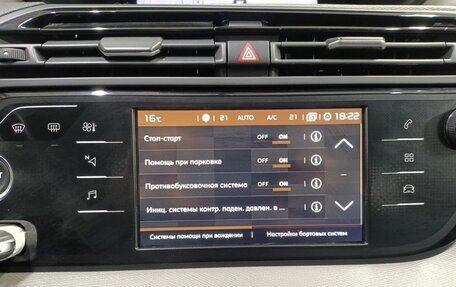 16°C 21 AUTO A/C 21 18:22
Стоп-старт OFF ON
Помощь при парковке OFF ON
Противобуксовочная система OFF ON
Иниц. системы контр. паден. давлен. в ...
Системы помощи при вождении Настройки бортовых систем
N